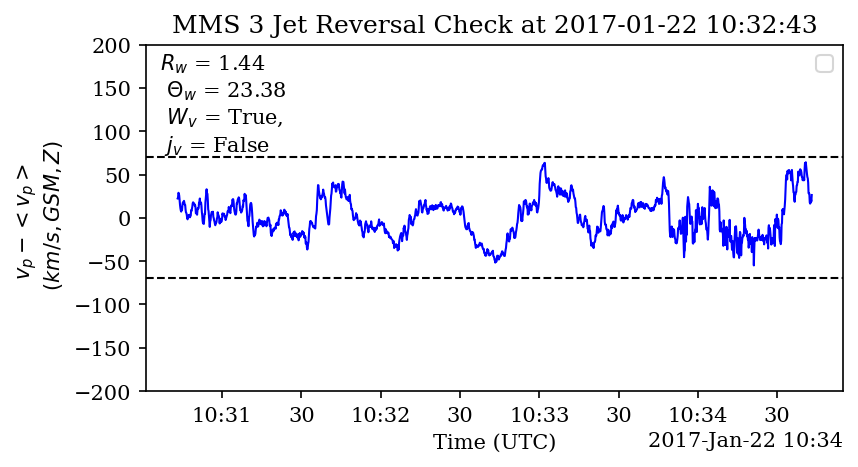 MMS 3 Jet Reversal Check at 2017-01-22 10:32:43
R_w = 1.44
Θ_w = 23.38
W_v = True,
j_v = False
v_p − < v_p >
(km/s, GSM, Z)
200
150
100
50
0
−50
−100
−150
−200
10:31 30 10:32 30 10:33 30 10:34 30
Time (UTC)
2017-Jan-22 10:34